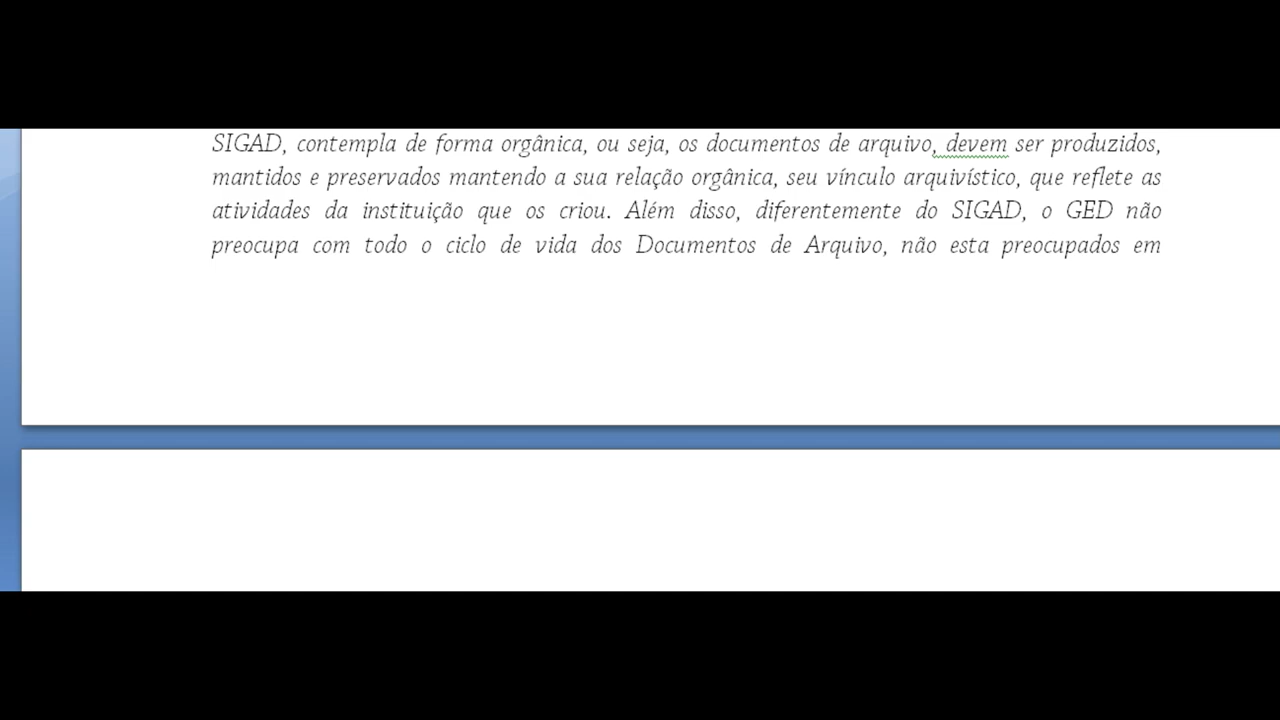 SIGAD, contempla de forma orgânica, ou seja, os documentos de arquivo, devem ser produzidos,
mantidos e preservados mantendo a sua relação orgânica, seu vínculo arquivístico, que reflete as
atividades da instituição que os criou. Além disso, diferentemente do SIGAD, o GED não
preocupa com todo o ciclo de vida dos Documentos de Arquivo, não esta preocupados em